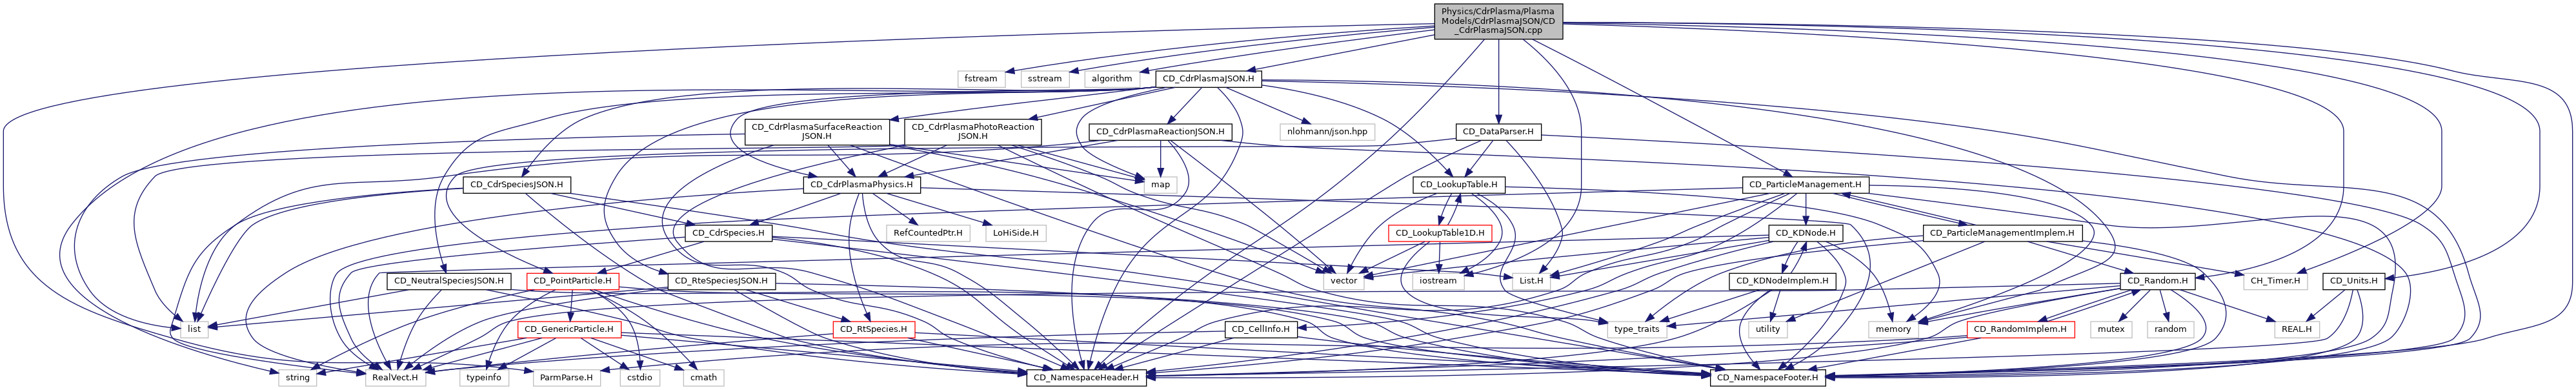 Physics/CdrPlasma/Plasma
Models/CdrPlasmaJSON/CD
_CdrPlasmaJSON.cpp
fstream
sstream
algorithm
CD_CdrPlasmaJSON.H
CD_CdrPlasmaSurfaceReaction
JSON.H
CD_CdrPlasmaPhotoReaction
JSON.H
CD_CdrPlasmaReactionJSON.H
nlohmann/json.hpp
CD_DataParser.H
CD_CdrSpeciesJSON.H
CD_CdrPlasmaPhysics.H
map
CD_LookupTable.H
CD_ParticleManagement.H
CD_CdrSpecies.H
RefCountedPtr.H
LoHiSide.H
CD_LookupTable1D.H
CD_KDNode.H
CD_ParticleManagementImplem.H
CD_NeutralSpeciesJSON.H
CD_PointParticle.H
CD_RteSpeciesJSON.H
vector
iostream
List.H
CD_KDNodeImplem.H
CD_Random.H
CH_Timer.H
CD_Units.H
list
CD_GenericParticle.H
CD_RtSpecies.H
CD_CellInfo.H
type_traits
utility
memory
CD_RandomImplem.H
mutex
random
REAL.H
string
RealVect.H
typeinfo
ParmParse.H
cstdio
cmath
CD_NamespaceHeader.H
CD_NamespaceFooter.H